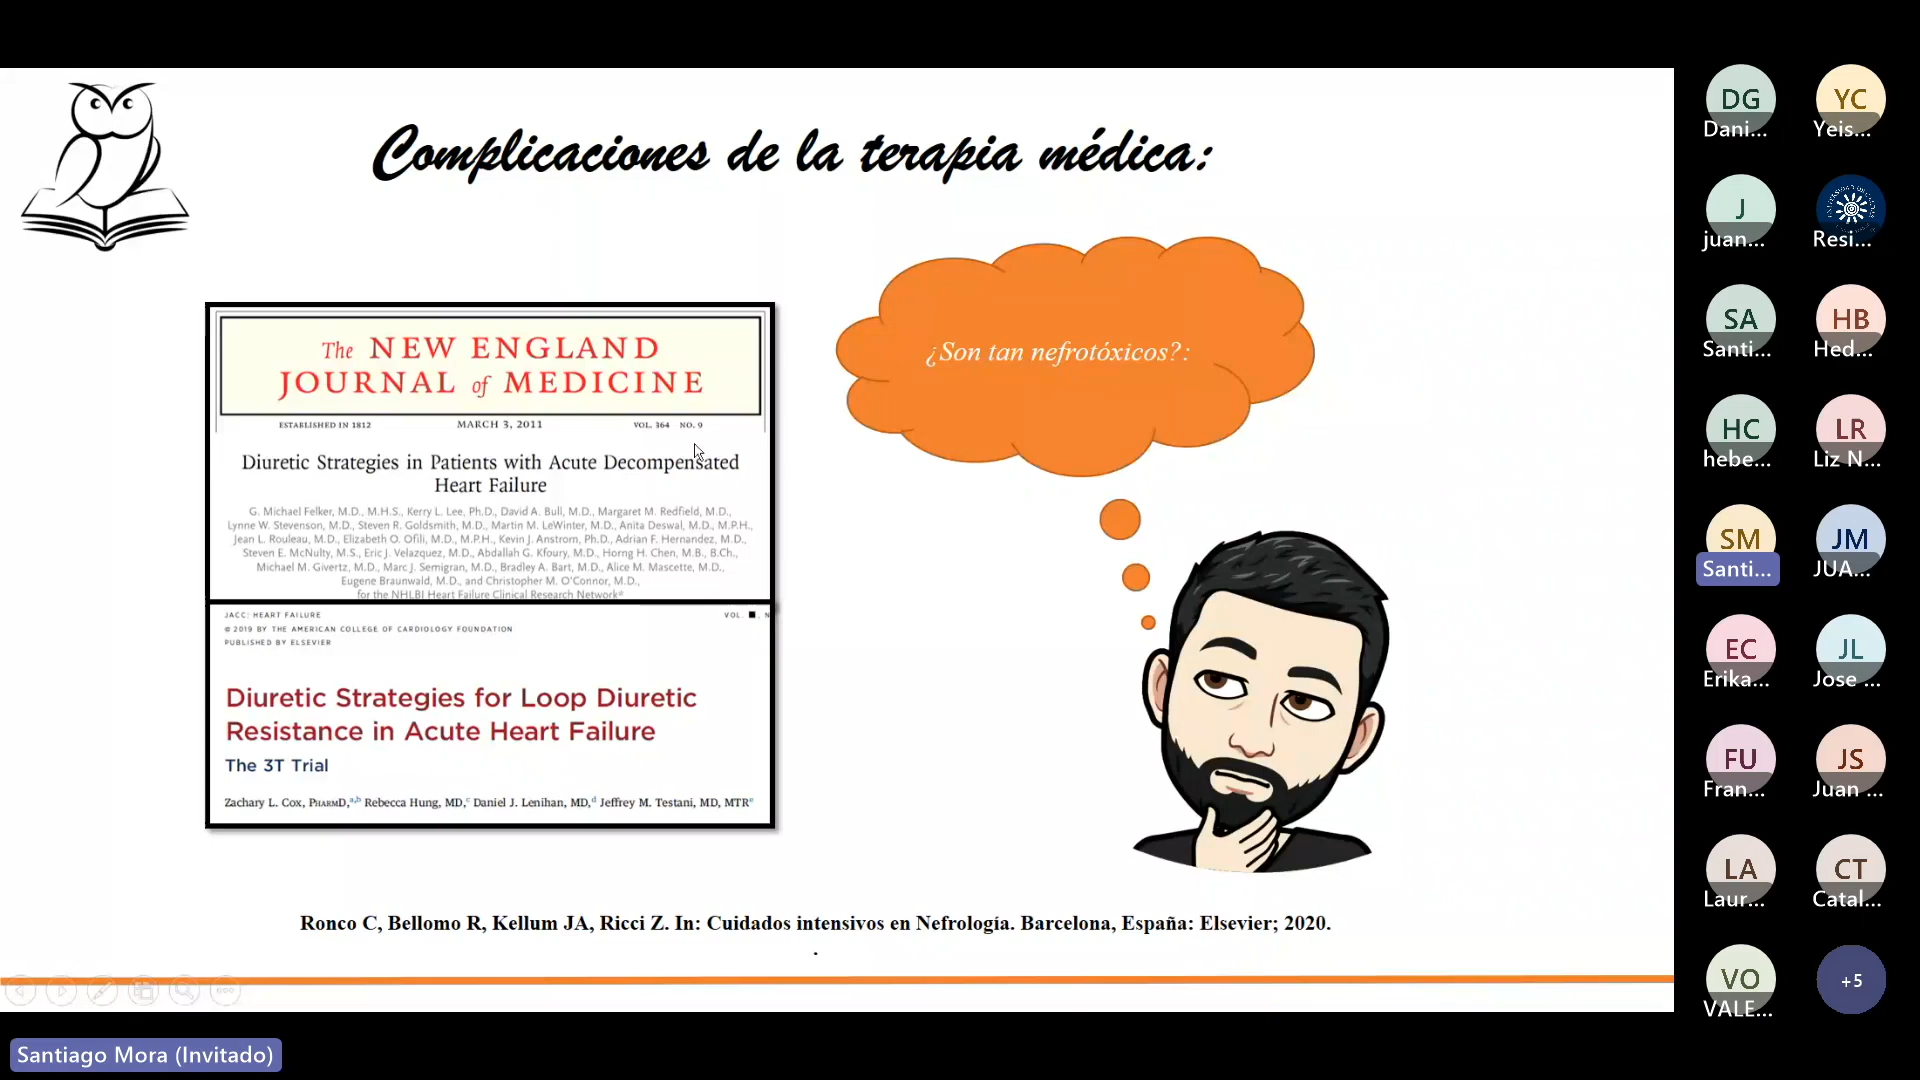 Complicaciones de la terapia médica:
¿Son tan nefrotóxicos?:
The NEW ENGLAND
JOURNAL of MEDICINE
ESTABLISHED IN 1812 MARCH 3, 2011 VOL. 364 NO. 9
Diuretic Strategies in Patients with Acute Decompensated
Heart Failure
G. Michael Felker, M.D., M.H.S., Kerry L. Lee, Ph.D., David A. Bull, M.D., Margaret M. Redfield, M.D.,
Lynne W. Stevenson, M.D., Steven R. Goldsmith, M.D., Martin M. LeWinter, M.D., Anita Deswal, M.D., M.P.H.,
Jean L. Rouleau, M.D., Elizabeth O. Ofili, M.D., M.P.H., Kevin J. Anstrom, Ph.D., Adrian F. Hernandez, M.D.,
Steven E. McNulty, M.S., Eric J. Velazquez, M.D., Abdallah G. Kfoury, M.D., Horng H. Chen, M.B., B.Ch.,
Michael M. Givertz, M.D., Marc J. Semigran, M.D., Bradley A. Bart, M.D., Alice M. Mascette, M.D.,
Eugene Braunwald, M.D., and Christopher M. O'Connor, M.D.,
for the NHLBI Heart Failure Clinical Research Network*
JACC: HEART FAILURE VOL. ■, N
© 2019 BY THE AMERICAN COLLEGE OF CARDIOLOGY FOUNDATION
PUBLISHED BY ELSEVIER
Diuretic Strategies for Loop Diuretic
Resistance in Acute Heart Failure
The 3T Trial
Zachary L. Cox, PHARMD,a,b Rebecca Hung, MD,c Daniel J. Lenihan, MD,d Jeffrey M. Testani, MD, MTRe
Ronco C, Bellomo R, Kellum JA, Ricci Z. In: Cuidados intensivos en Nefrología. Barcelona, España: Elsevier; 2020.
.
Santiago Mora (Invitado)
DG YC
Dani... Yeis...
J
juan... Resi...
SA HB
Santi... Hed...
HC LR
hebe... Liz N...
SM JM
Santi... JUA...
EC JL
Erika... Jose ...
FU JS
Fran... Juan ...
LA CT
Laur... Catal...
VO +5
VALE...